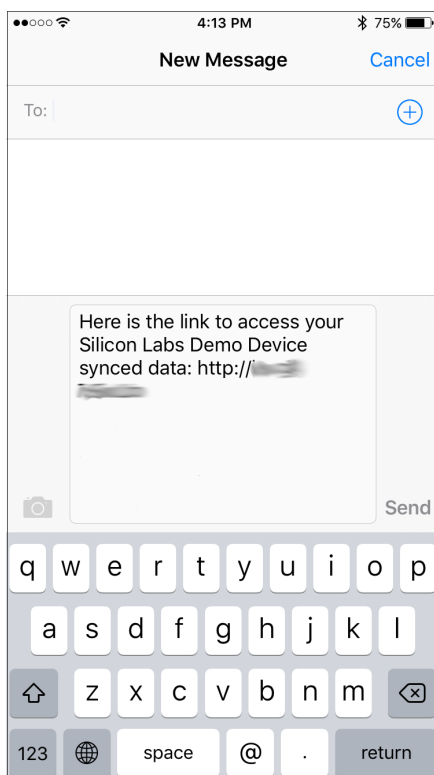 4:13 PM 75%
New Message Cancel
To:
Here is the link to access your
Silicon Labs Demo Device
synced data: http://
Send
q w e r t y u i o p
a s d f g h j k l
z x c v b n m
123 space @ . return